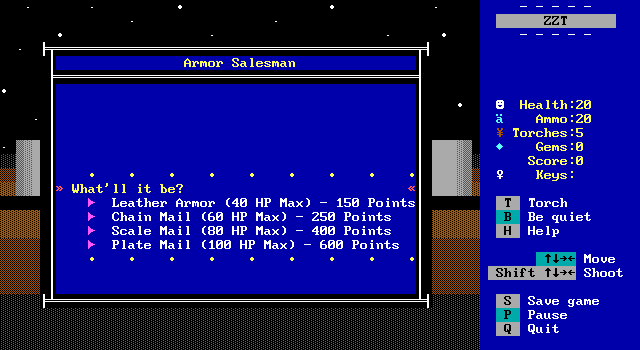 Armor Salesman
What'll it be?
Leather Armor (40 HP Max) - 150 Points
Chain Mail (60 HP Max) - 250 Points
Scale Mail (80 HP Max) - 400 Points
Plate Mail (100 HP Max) - 600 Points
ZZT
Health:20
Ammo:20
Torches:5
Gems:0
Score:0
Keys:
T Torch
B Be quiet
H Help
↑↓→← Move
Shift ↑↓→← Shoot
S Save game
P Pause
Q Quit